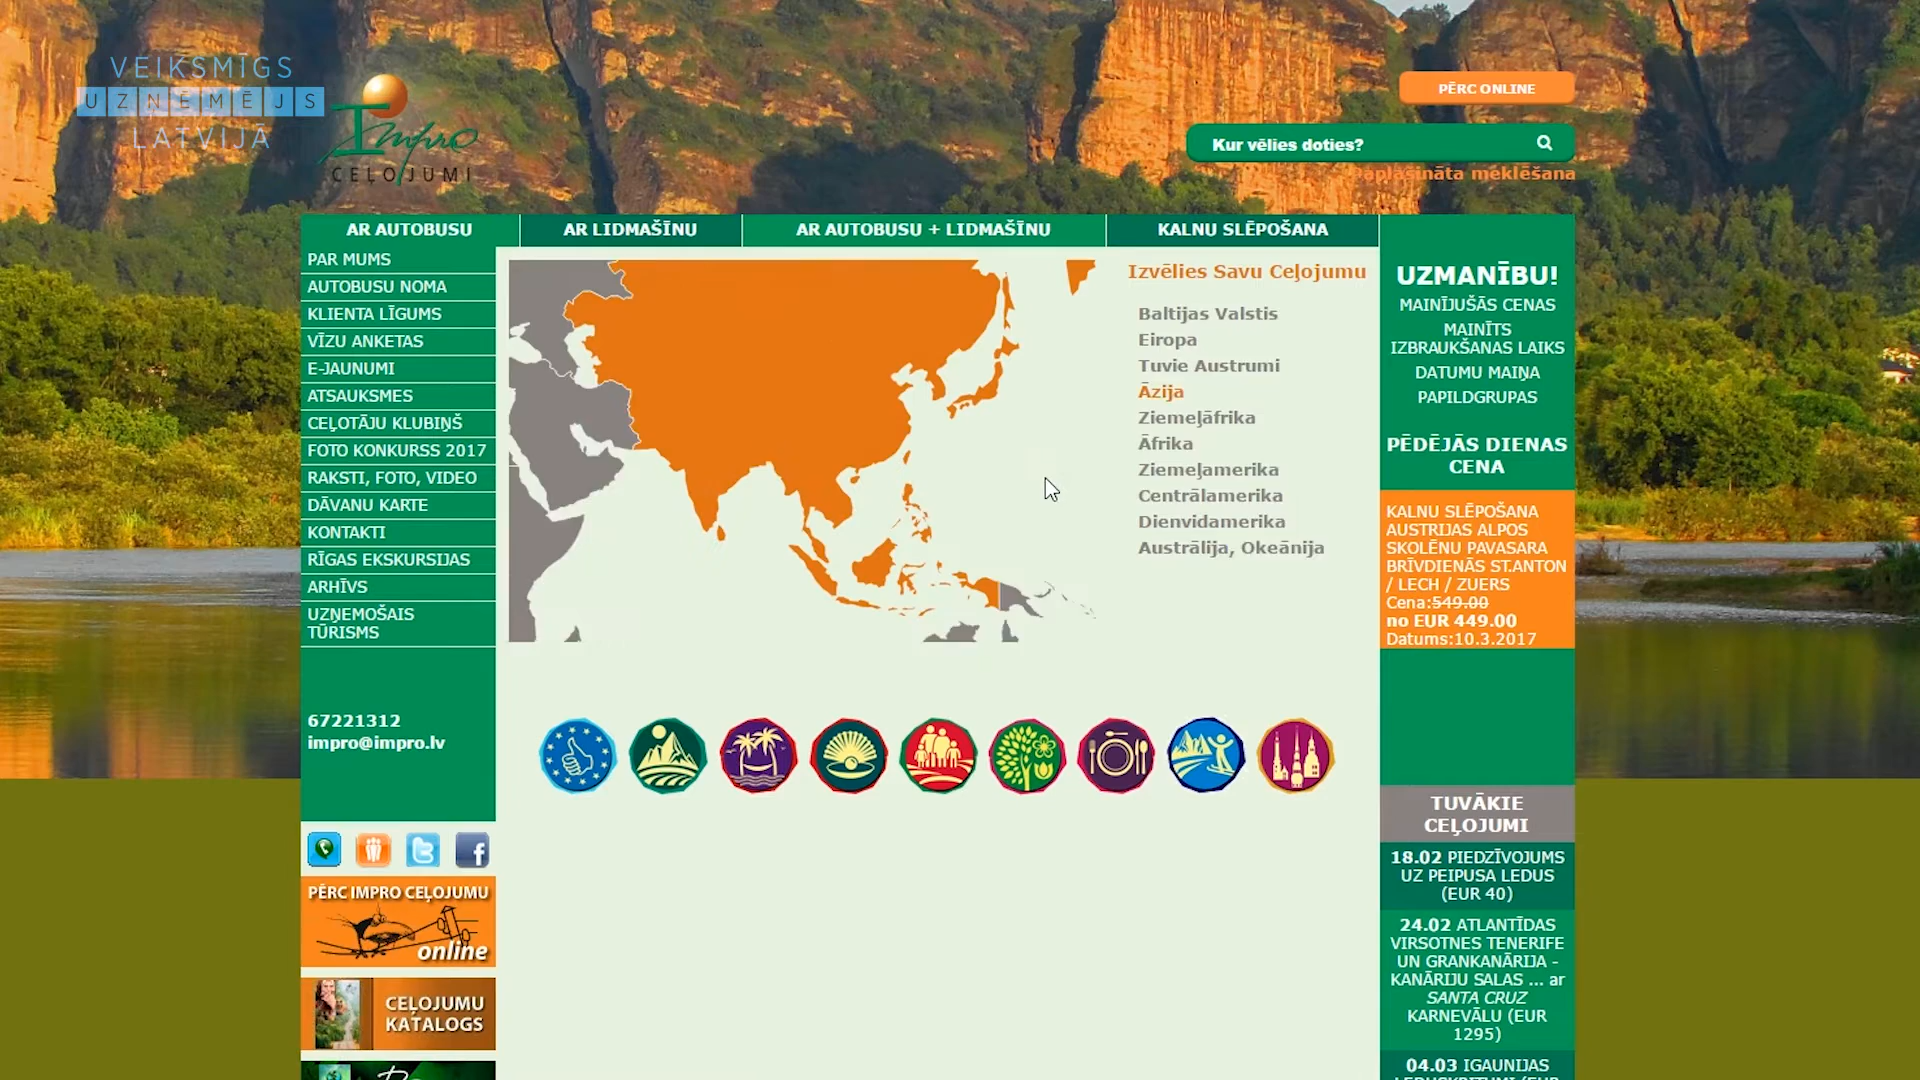 VEIKSMĪGS
UZŅĒMĒJS
LATVIJĀ
Impro
CEĻOJUMI
PĒRC ONLINE
Kur vēlies doties?
Paplašināta meklēšana
AR AUTOBUSU
AR LIDMAŠĪNU
AR AUTOBUSU + LIDMAŠĪNU
KALNU SLĒPOŠANA
PAR MUMS
AUTOBUSU NOMA
KLIENTA LĪGUMS
VĪZU ANKETAS
E-JAUNUMI
ATSAUKSMES
CEĻOTĀJU KLUBIŅŠ
FOTO KONKURSS 2017
RAKSTI, FOTO, VIDEO
DĀVANU KARTE
KONTAKTI
RĪGAS EKSKURSIJAS
ARHĪVS
UZŅEMOŠAIS
TŪRISMS
67221312
impro@impro.lv
PĒRC IMPRO CEĻOJUMU
online
CEĻOJUMU
KATALOGS
Izvēlies Savu Ceļojumu
Baltijas Valstis
Eiropa
Tuvie Austrumi
Āzija
Ziemeļāfrika
Āfrika
Ziemeļamerika
Centrālamerika
Dienvidamerika
Austrālija, Okeānija
UZMANĪBU!
MAINĪJUŠĀS CENAS
MAINĪTS
IZBRAUKŠANAS LAIKS
DATUMU MAIŅA
PAPILDGRUPAS
PĒDĒJĀS DIENAS
CENA
KALNU SLĒPOŠANA
AUSTRIJAS ALPOS
SKOLĒNU PAVASARA
BRĪVDIENĀS ST.ANTON
/ LECH / ZUERS
Cena:549.00
no EUR 449.00
Datums:10.3.2017
TUVĀKIE
CEĻOJUMI
18.02 PIEDZĪVOJUMS
UZ PEIPUSA LEDUS
(EUR 40)
24.02 ATLANTĪDAS
VIRSOTNES TENERIFE
UN GRANKANĀRIJA -
KANĀRIJU SALAS ... ar
SANTA CRUZ
KARNEVĀLU (EUR
1295)
04.03 IGAUNIJAS